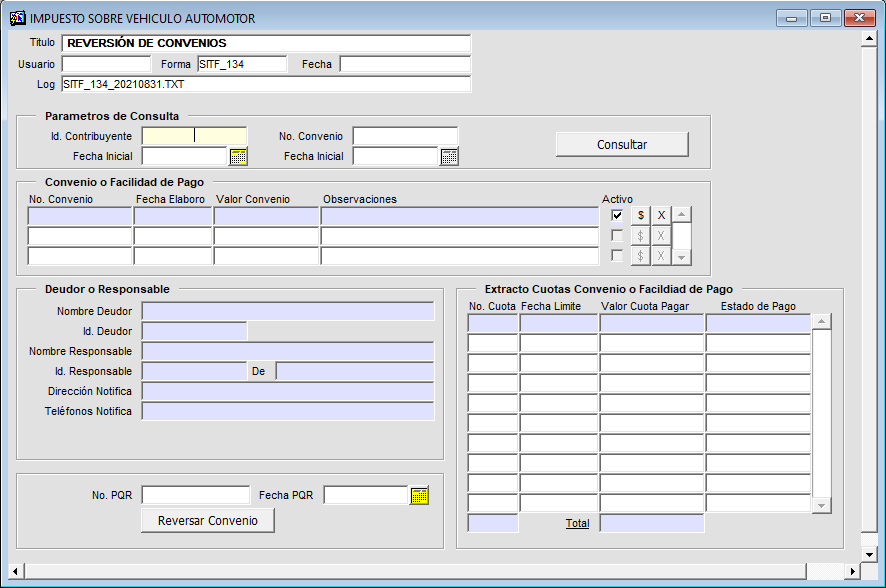 IMPUESTO SOBRE VEHICULO AUTOMOTOR
Titulo REVERSIÓN DE CONVENIOS
Usuario Forma SITF_134 Fecha
Log SITF_134_20210831.TXT
Parametros de Consulta
Id. Contribuyente No. Convenio
Fecha Inicial Fecha Inicial
Consultar
Convenio o Facilidad de Pago
No. Convenio Fecha Elaboro Valor Convenio Observaciones Activo
$ X
$ X
$ X
Deudor o Responsable
Nombre Deudor
Id. Deudor
Nombre Responsable
Id. Responsable De
Dirección Notifica
Teléfonos Notifica
Extracto Cuotas Convenio o Facildiad de Pago
No. Cuota Fecha Limite Valor Cuota Pagar Estado de Pago
Total
No. PQR Fecha PQR
Reversar Convenio